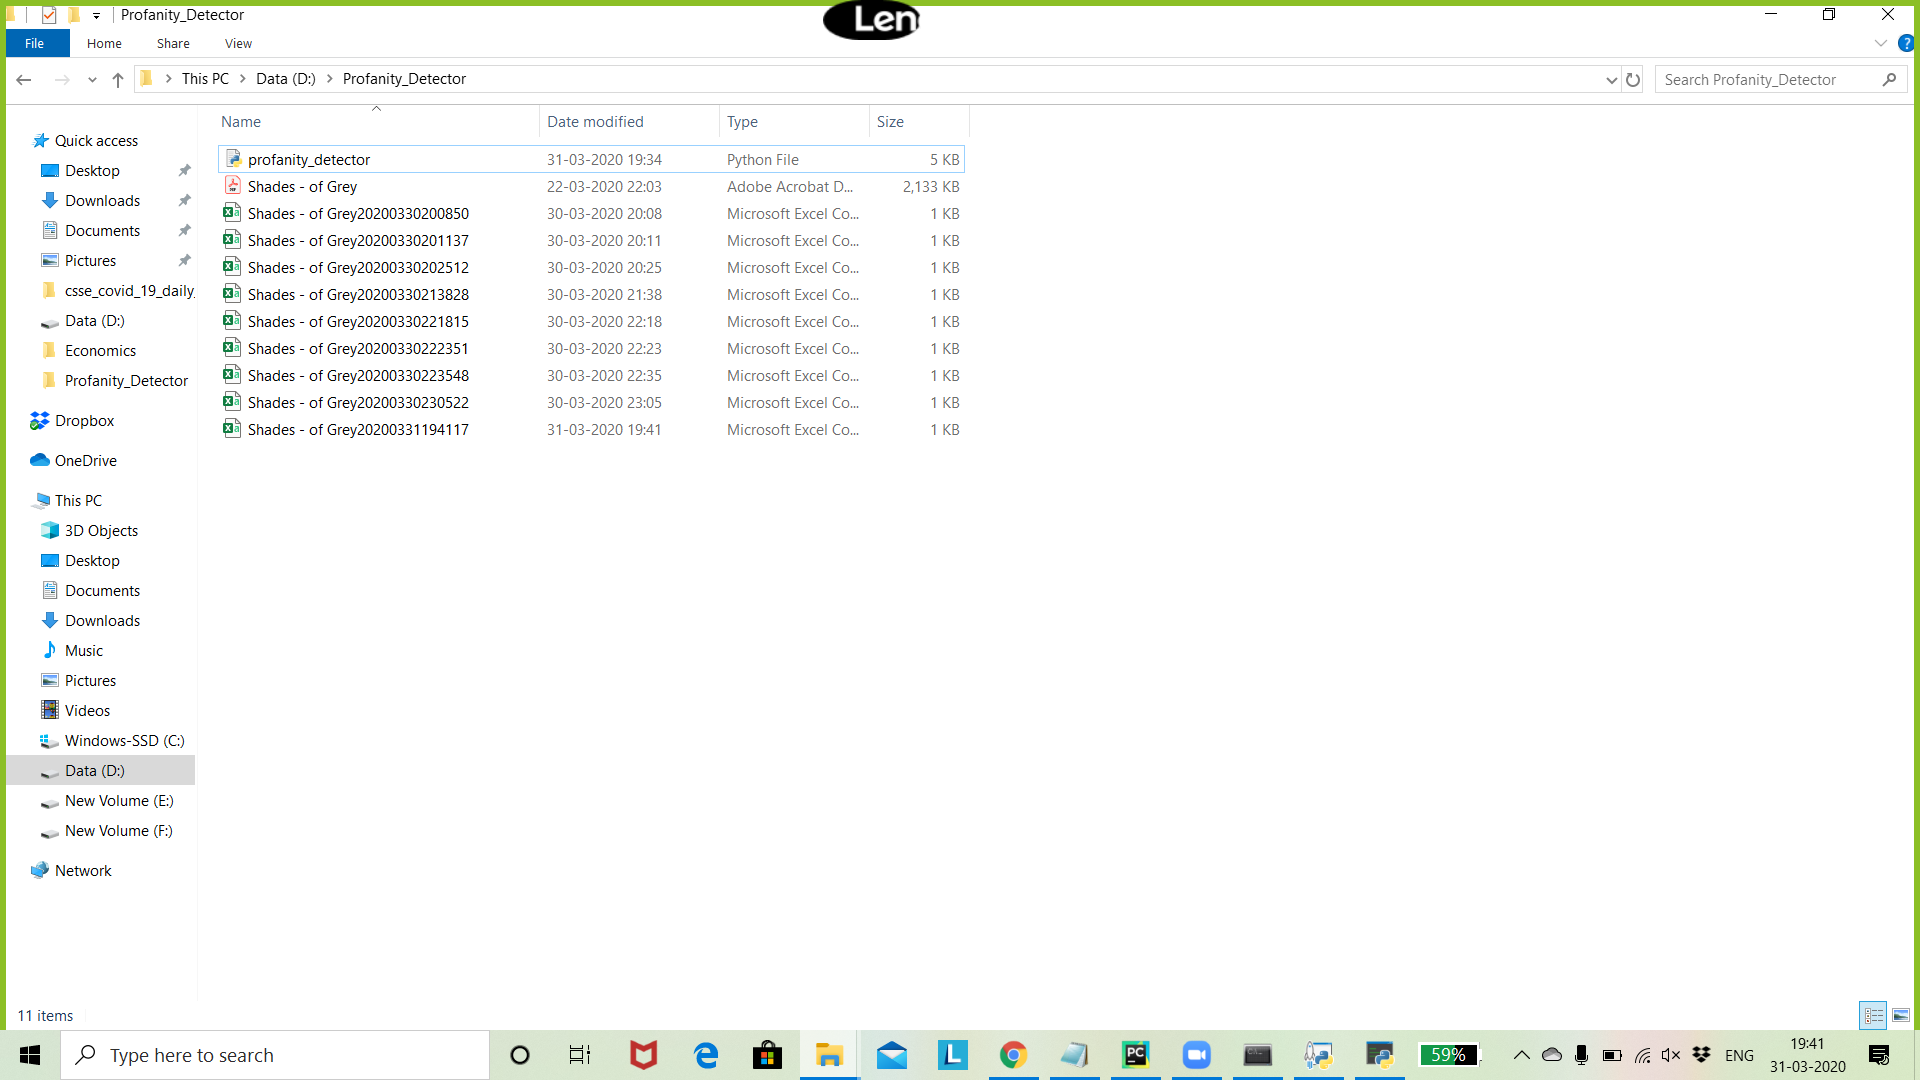 Profanity_Detector
Len
File Home Share View
This PC Data (D:) Profanity_Detector
Search Profanity_Detector
Name Date modified Type Size
profanity_detector 31-03-2020 19:34 Python File 5 KB
Shades - of Grey 22-03-2020 22:03 Adobe Acrobat D... 2,133 KB
Shades - of Grey20200330200850 30-03-2020 20:08 Microsoft Excel Co... 1 KB
Shades - of Grey20200330201137 30-03-2020 20:11 Microsoft Excel Co... 1 KB
Shades - of Grey20200330202512 30-03-2020 20:25 Microsoft Excel Co... 1 KB
Shades - of Grey20200330213828 30-03-2020 21:38 Microsoft Excel Co... 1 KB
Shades - of Grey20200330221815 30-03-2020 22:18 Microsoft Excel Co... 1 KB
Shades - of Grey20200330222351 30-03-2020 22:23 Microsoft Excel Co... 1 KB
Shades - of Grey20200330223548 30-03-2020 22:35 Microsoft Excel Co... 1 KB
Shades - of Grey20200330230522 30-03-2020 23:05 Microsoft Excel Co... 1 KB
Shades - of Grey20200331194117 31-03-2020 19:41 Microsoft Excel Co... 1 KB
Quick access
Desktop
Downloads
Documents
Pictures
csse_covid_19_daily_
Data (D:)
Economics
Profanity_Detector
Dropbox
OneDrive
This PC
3D Objects
Desktop
Documents
Downloads
Music
Pictures
Videos
Windows-SSD (C:)
Data (D:)
New Volume (E:)
New Volume (F:)
Network
11 items
Type here to search
L
PC
59%
ENG
19:41
31-03-2020